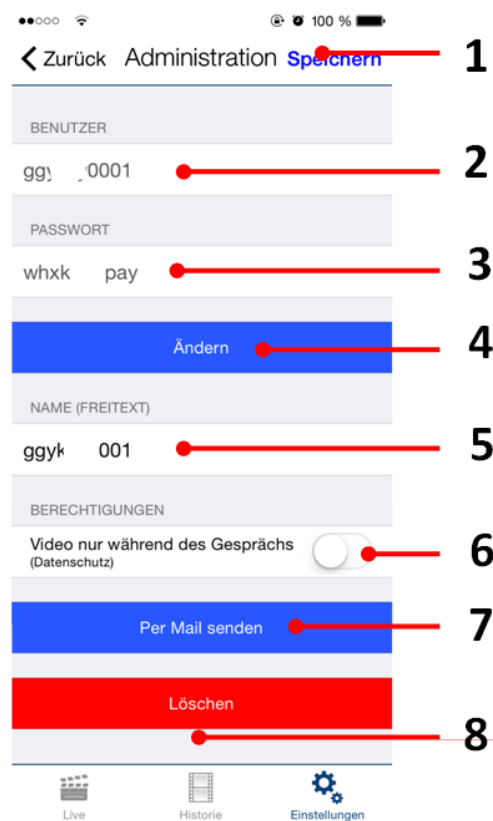 100 %
Zurück Administration Speichern 1
BENUTZER
ggy 0001 2
PASSWORT
whxk pay 3
Ändern 4
NAME (FREITEXT)
ggyk 001 5
BERECHTIGUNGEN
Video nur während des Gesprächs
(Datenschutz) 6
Per Mail senden 7
Löschen
8
Live Historie Einstellungen